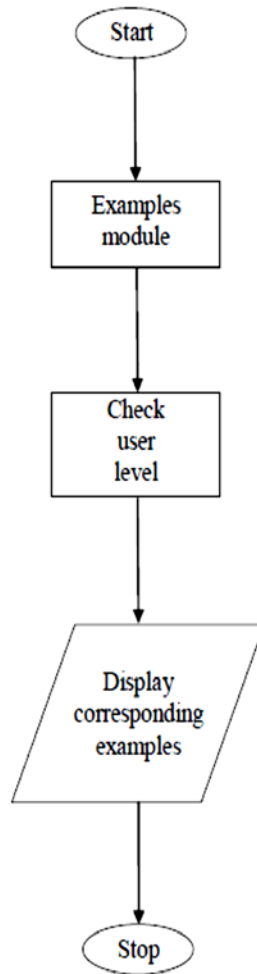 Start
Examples
module
Check
user
level
Display
corresponding
examples
Stop